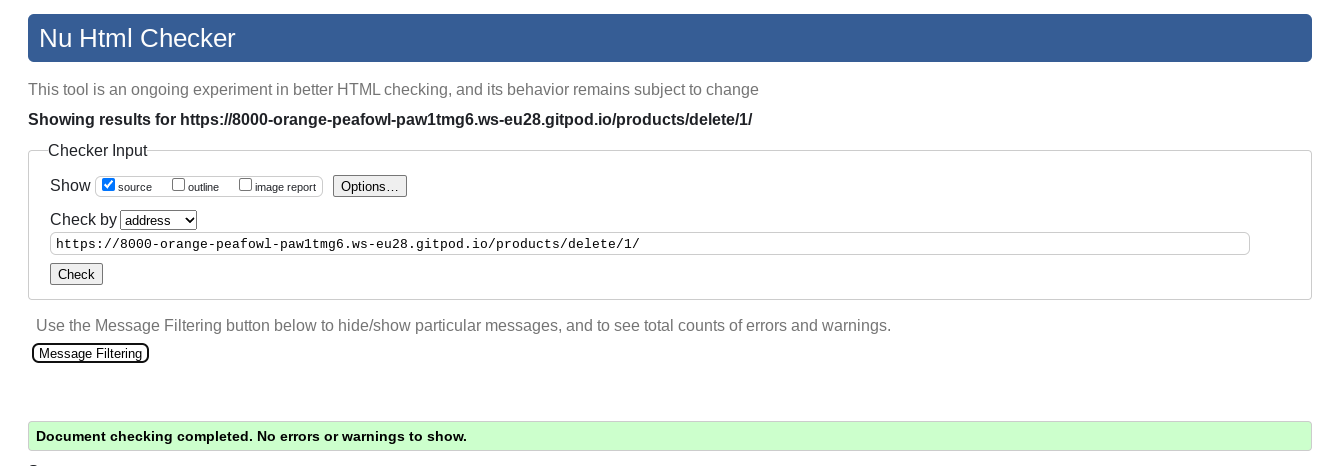 Nu Html Checker
This tool is an ongoing experiment in better HTML checking, and its behavior remains subject to change
Showing results for https://8000-orange-peafowl-paw1tmg6.ws-eu28.gitpod.io/products/delete/1/
Checker Input
Show source outline image report Options...
Check by address
https://8000-orange-peafowl-paw1tmg6.ws-eu28.gitpod.io/products/delete/1/
Check
Use the Message Filtering button below to hide/show particular messages, and to see total counts of errors and warnings.
Message Filtering
Document checking completed. No errors or warnings to show.